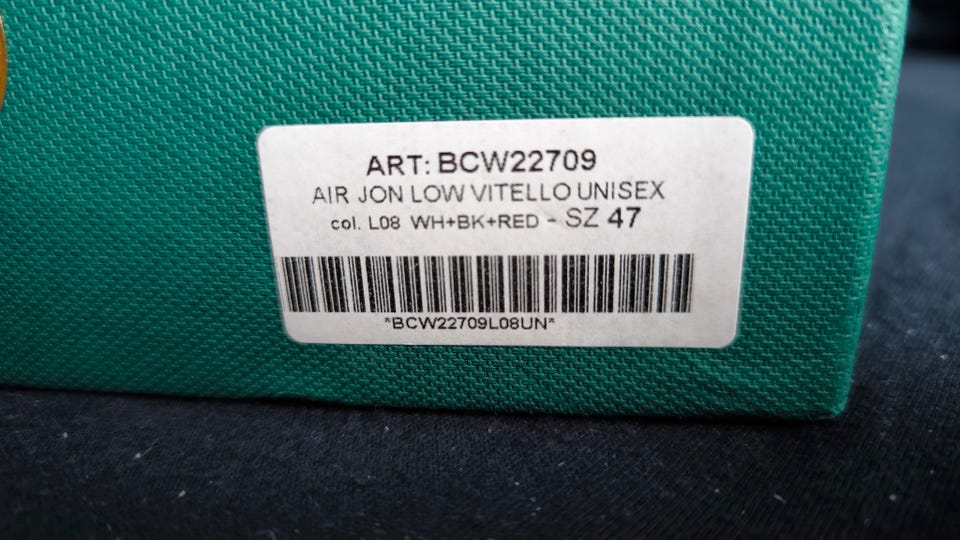 ART: BCW22709
AIR JON LOW VITELLO UNISEX
col. L08 WH+BK+RED - SZ 47
*BCW22709L08UN*